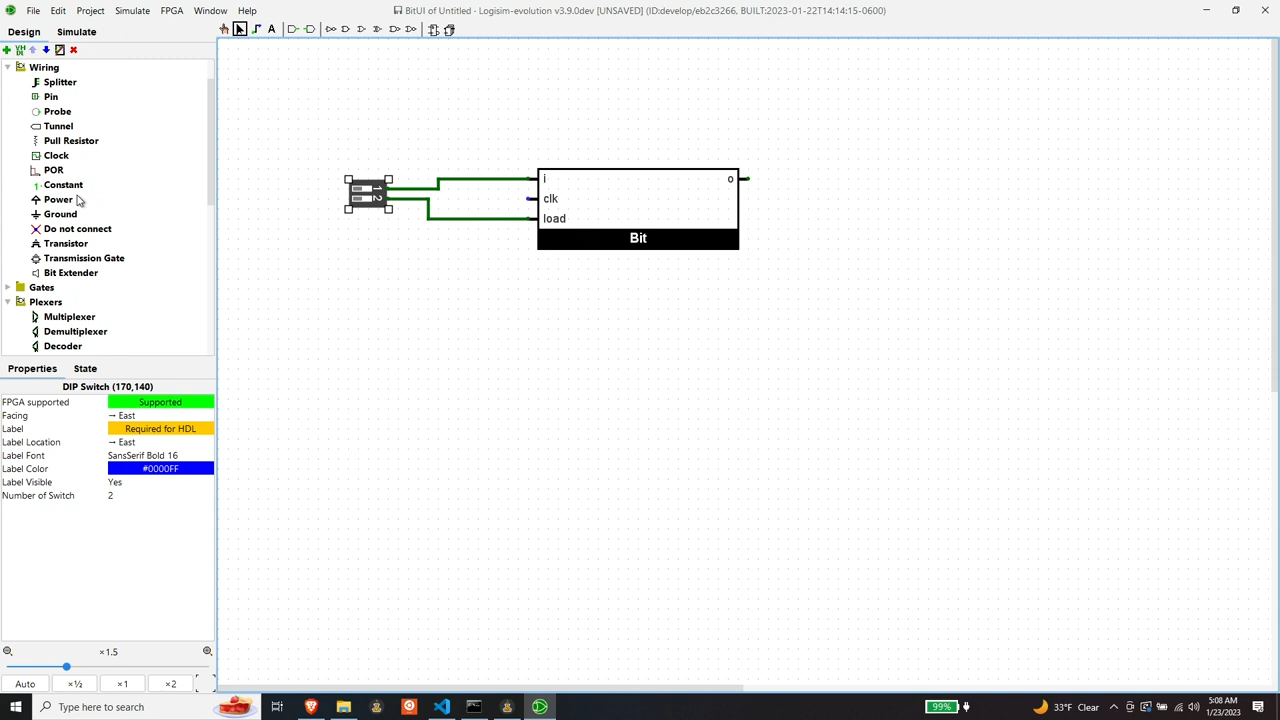 BitUI of Untitled - Logisim-evolution v3.9.0dev [UNSAVED] (ID:develop/eb2c3266, BUILT:2023-01-22T14:14:15-0600)
File Edit Project Simulate FPGA Window Help
Design Simulate
A
VH
DL
Wiring
Splitter
Pin
Probe
Tunnel
Pull Resistor
Clock
POR
Constant
Power
Ground
Do not connect
Transistor
Transmission Gate
Bit Extender
Gates
Plexers
Multiplexer
Demultiplexer
Decoder
Properties State
DIP Switch (170,140)
FPGA supported Supported
Facing → East
Label Required for HDL
Label Location → East
Label Font SansSerif Bold 16
Label Color #0000FF
Label Visible Yes
Number of Switch 2
×1.5
Auto ×½ ×1 ×2
1
2
i o
clk
load
Bit
Type here to search
99%
33°F Clear
5:08 AM
1/23/2023